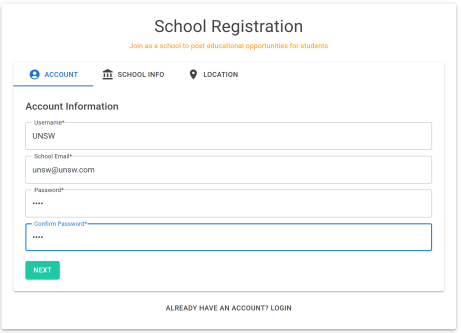 School Registration
Join as a school to post educational opportunities for students
ACCOUNT
SCHOOL INFO
LOCATION
Account Information
Username*
UNSW
School Email*
unsw@unsw.com
Password*
••••
Confirm Password*
••••
NEXT
ALREADY HAVE AN ACCOUNT? LOGIN